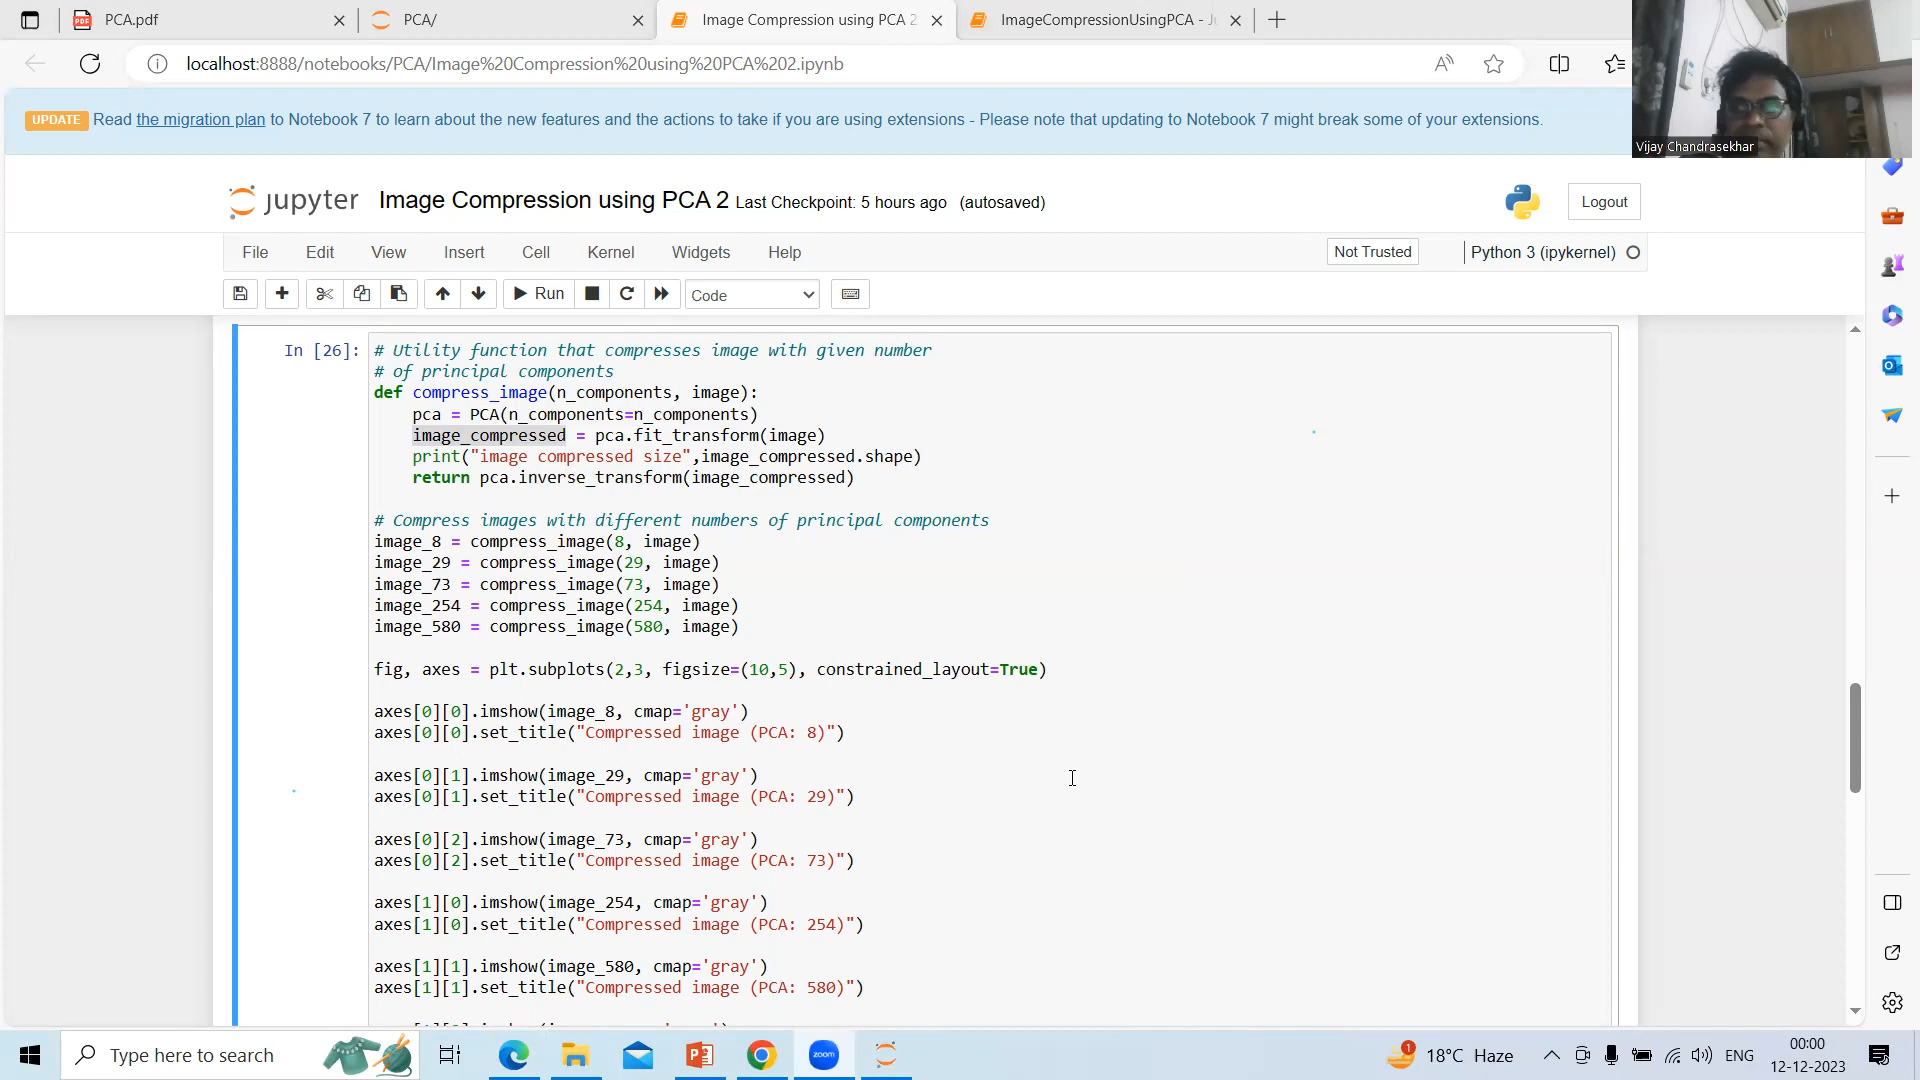 PCA.pdf
PCA/
Image Compression using PCA 2
ImageCompressionUsingPCA - J
localhost:8888/notebooks/PCA/Image%20Compression%20using%20PCA%202.ipynb
UPDATE Read the migration plan to Notebook 7 to learn about the new features and the actions to take if you are using extensions - Please note that updating to Notebook 7 might break some of your extensions.
Vijay Chandrasekhar
jupyter Image Compression using PCA 2 Last Checkpoint: 5 hours ago (autosaved)
Logout
File Edit View Insert Cell Kernel Widgets Help
Not Trusted
Python 3 (ipykernel)
Run
Code
In [26]:
# Utility function that compresses image with given number
# of principal components
def compress_image(n_components, image):
    pca = PCA(n_components=n_components)
    image_compressed = pca.fit_transform(image)
    print("image compressed size",image_compressed.shape)
    return pca.inverse_transform(image_compressed)
# Compress images with different numbers of principal components
image_8 = compress_image(8, image)
image_29 = compress_image(29, image)
image_73 = compress_image(73, image)
image_254 = compress_image(254, image)
image_580 = compress_image(580, image)
fig, axes = plt.subplots(2,3, figsize=(10,5), constrained_layout=True)
axes[0][0].imshow(image_8, cmap='gray')
axes[0][0].set_title("Compressed image (PCA: 8)")
axes[0][1].imshow(image_29, cmap='gray')
axes[0][1].set_title("Compressed image (PCA: 29)")
axes[0][2].imshow(image_73, cmap='gray')
axes[0][2].set_title("Compressed image (PCA: 73)")
axes[1][0].imshow(image_254, cmap='gray')
axes[1][0].set_title("Compressed image (PCA: 254)")
axes[1][1].imshow(image_580, cmap='gray')
axes[1][1].set_title("Compressed image (PCA: 580)")
Type here to search
zoom
1
18°C Haze
ENG
00:00
12-12-2023